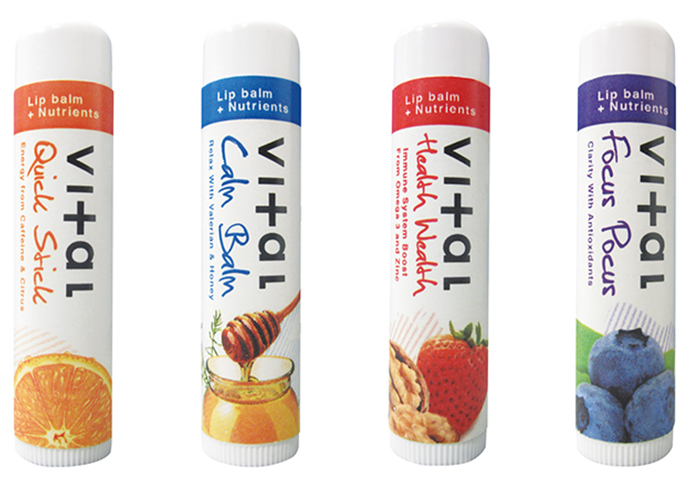 Lip balm
+ Nutrients
vital
Quick Stick
Energy from Caffeine & Citrus
Lip balm
+ Nutrients
vital
Calm Balm
Relax With Valerian & Honey
Lip balm
+ Nutrients
vital
Health Wealth
Immune System Boost
From Omega 3 and Zinc
Lip balm
+ Nutrients
vital
Focus Pocus
Clarity With Antioxidants